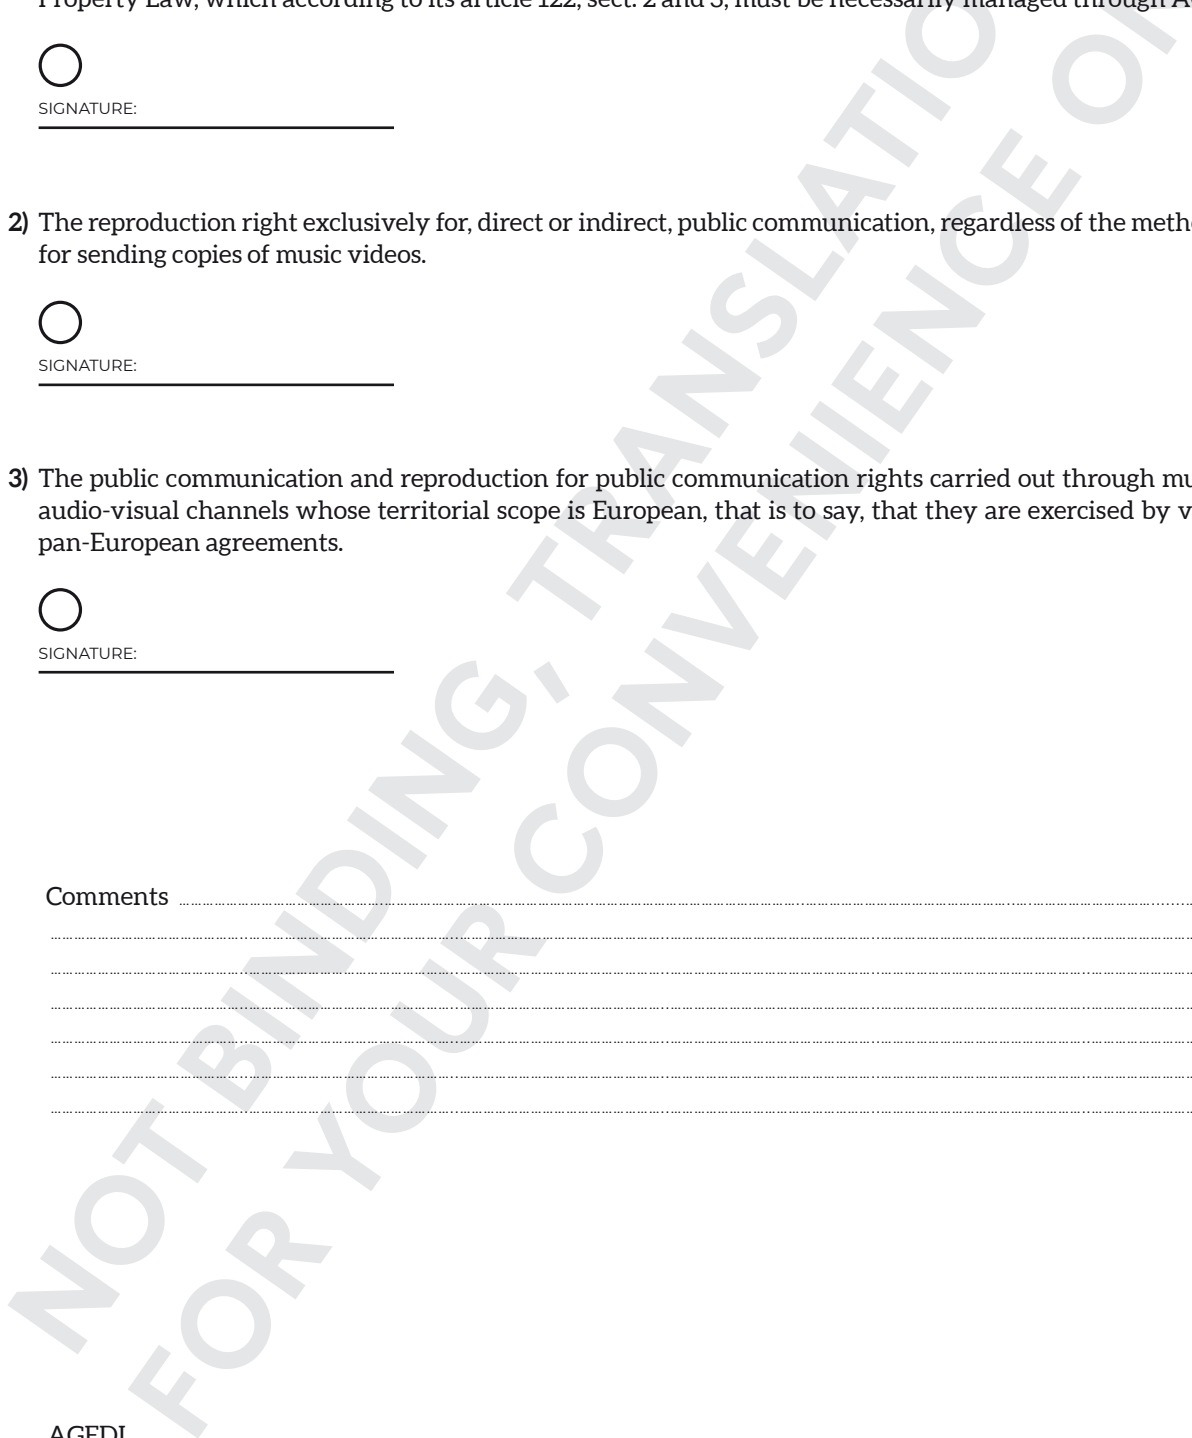 Property Law, which according to its article 122, sect. 2 and 3, must be necessarily managed through
SIGNATURE:
2) The reproduction right exclusively for, direct or indirect, public communication, regardless of the
for sending copies of music videos.
SIGNATURE:
3) The public communication and reproduction for public communication rights carried out through
audio-visual channels whose territorial scope is European, that is to say, that they are exercised by
pan-European agreements.
SIGNATURE:
Comments
AGEDI
NOT BINDING, TRANSLATIO
FOR YOUR CONVENIENCE